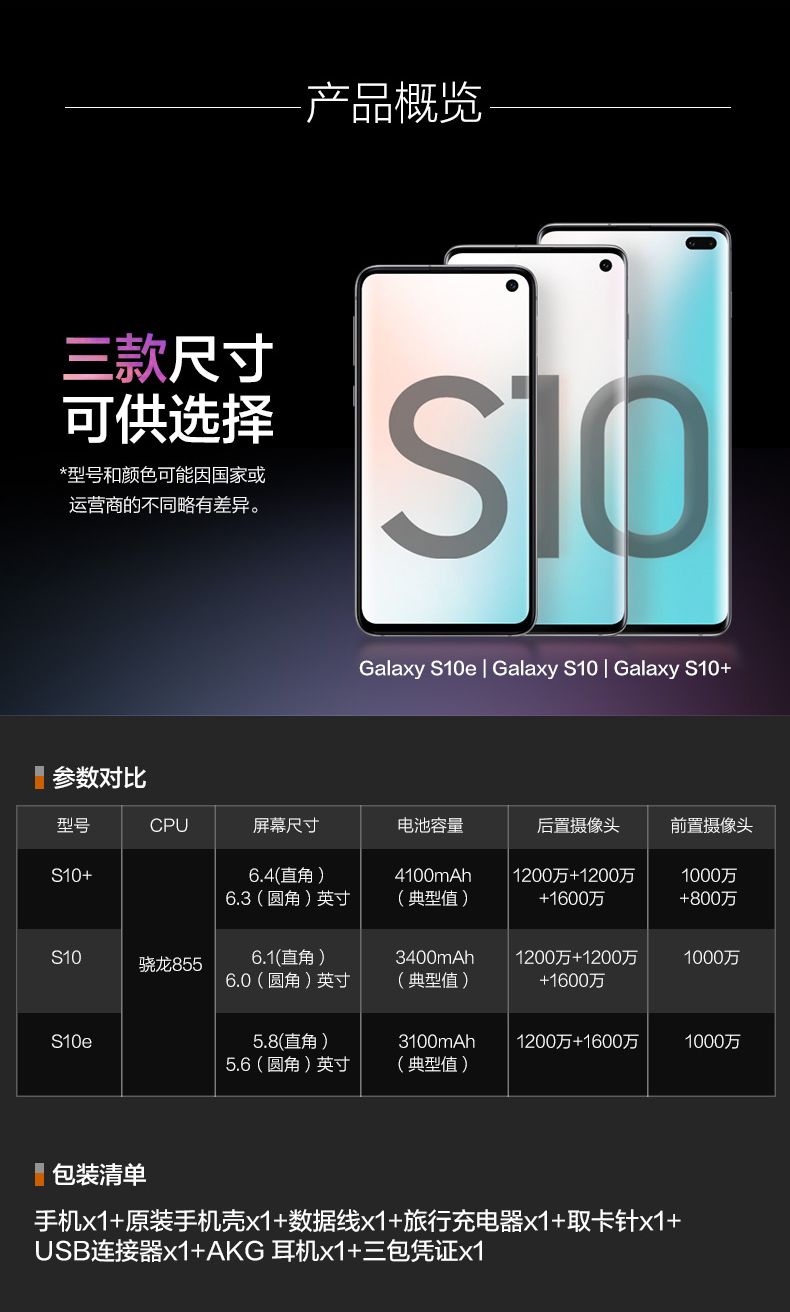 产品概览
三款尺寸
可供选择
*型号和颜色可能因国家或
运营商的不同略有差异。
S10
Galaxy S10e | Galaxy S10 | Galaxy S10+
参数对比
型号 CPU 屏幕尺寸 电池容量 后置摄像头 前置摄像头
S10+ 6.4(直角） 4100mAh 1200万+1200万 1000万
6.3（圆角）英寸 （典型值） +1600万 +800万
S10 6.1(直角） 3400mAh 1200万+1200万 1000万
骁龙855
6.0（圆角）英寸 （典型值） +1600万
S10e 5.8(直角） 3100mAh 1200万+1600万 1000万
5.6（圆角）英寸 （典型值）
包装清单
手机x1+原装手机壳x1+数据线x1+旅行充电器x1+取卡针x1+
USB连接器x1+AKG 耳机x1+三包凭证x1